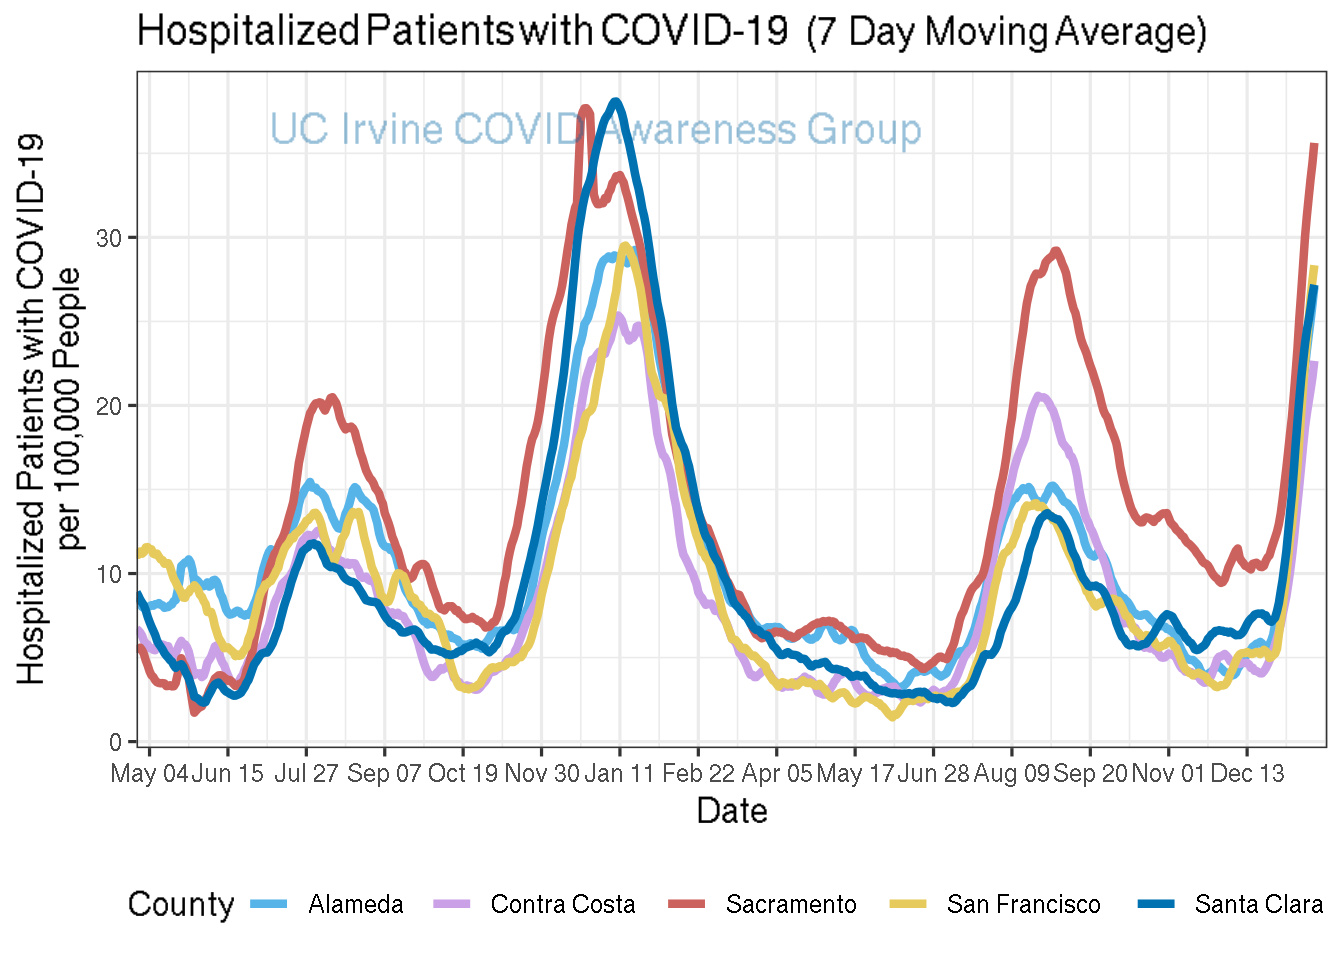 Hospitalized Patients with COVID-19 (7 Day Moving Average)
UC Irvine COVID Awareness Group
Hospitalized Patients with COVID-19
per 100,000 People
30
20
10
0
May 04 Jun 15 Jul 27 Sep 07 Oct 19 Nov 30 Jan 11 Feb 22 Apr 05 May 17 Jun 28 Aug 09 Sep 20 Nov 01 Dec 13
Date
County Alameda Contra Costa Sacramento San Francisco Santa Clara